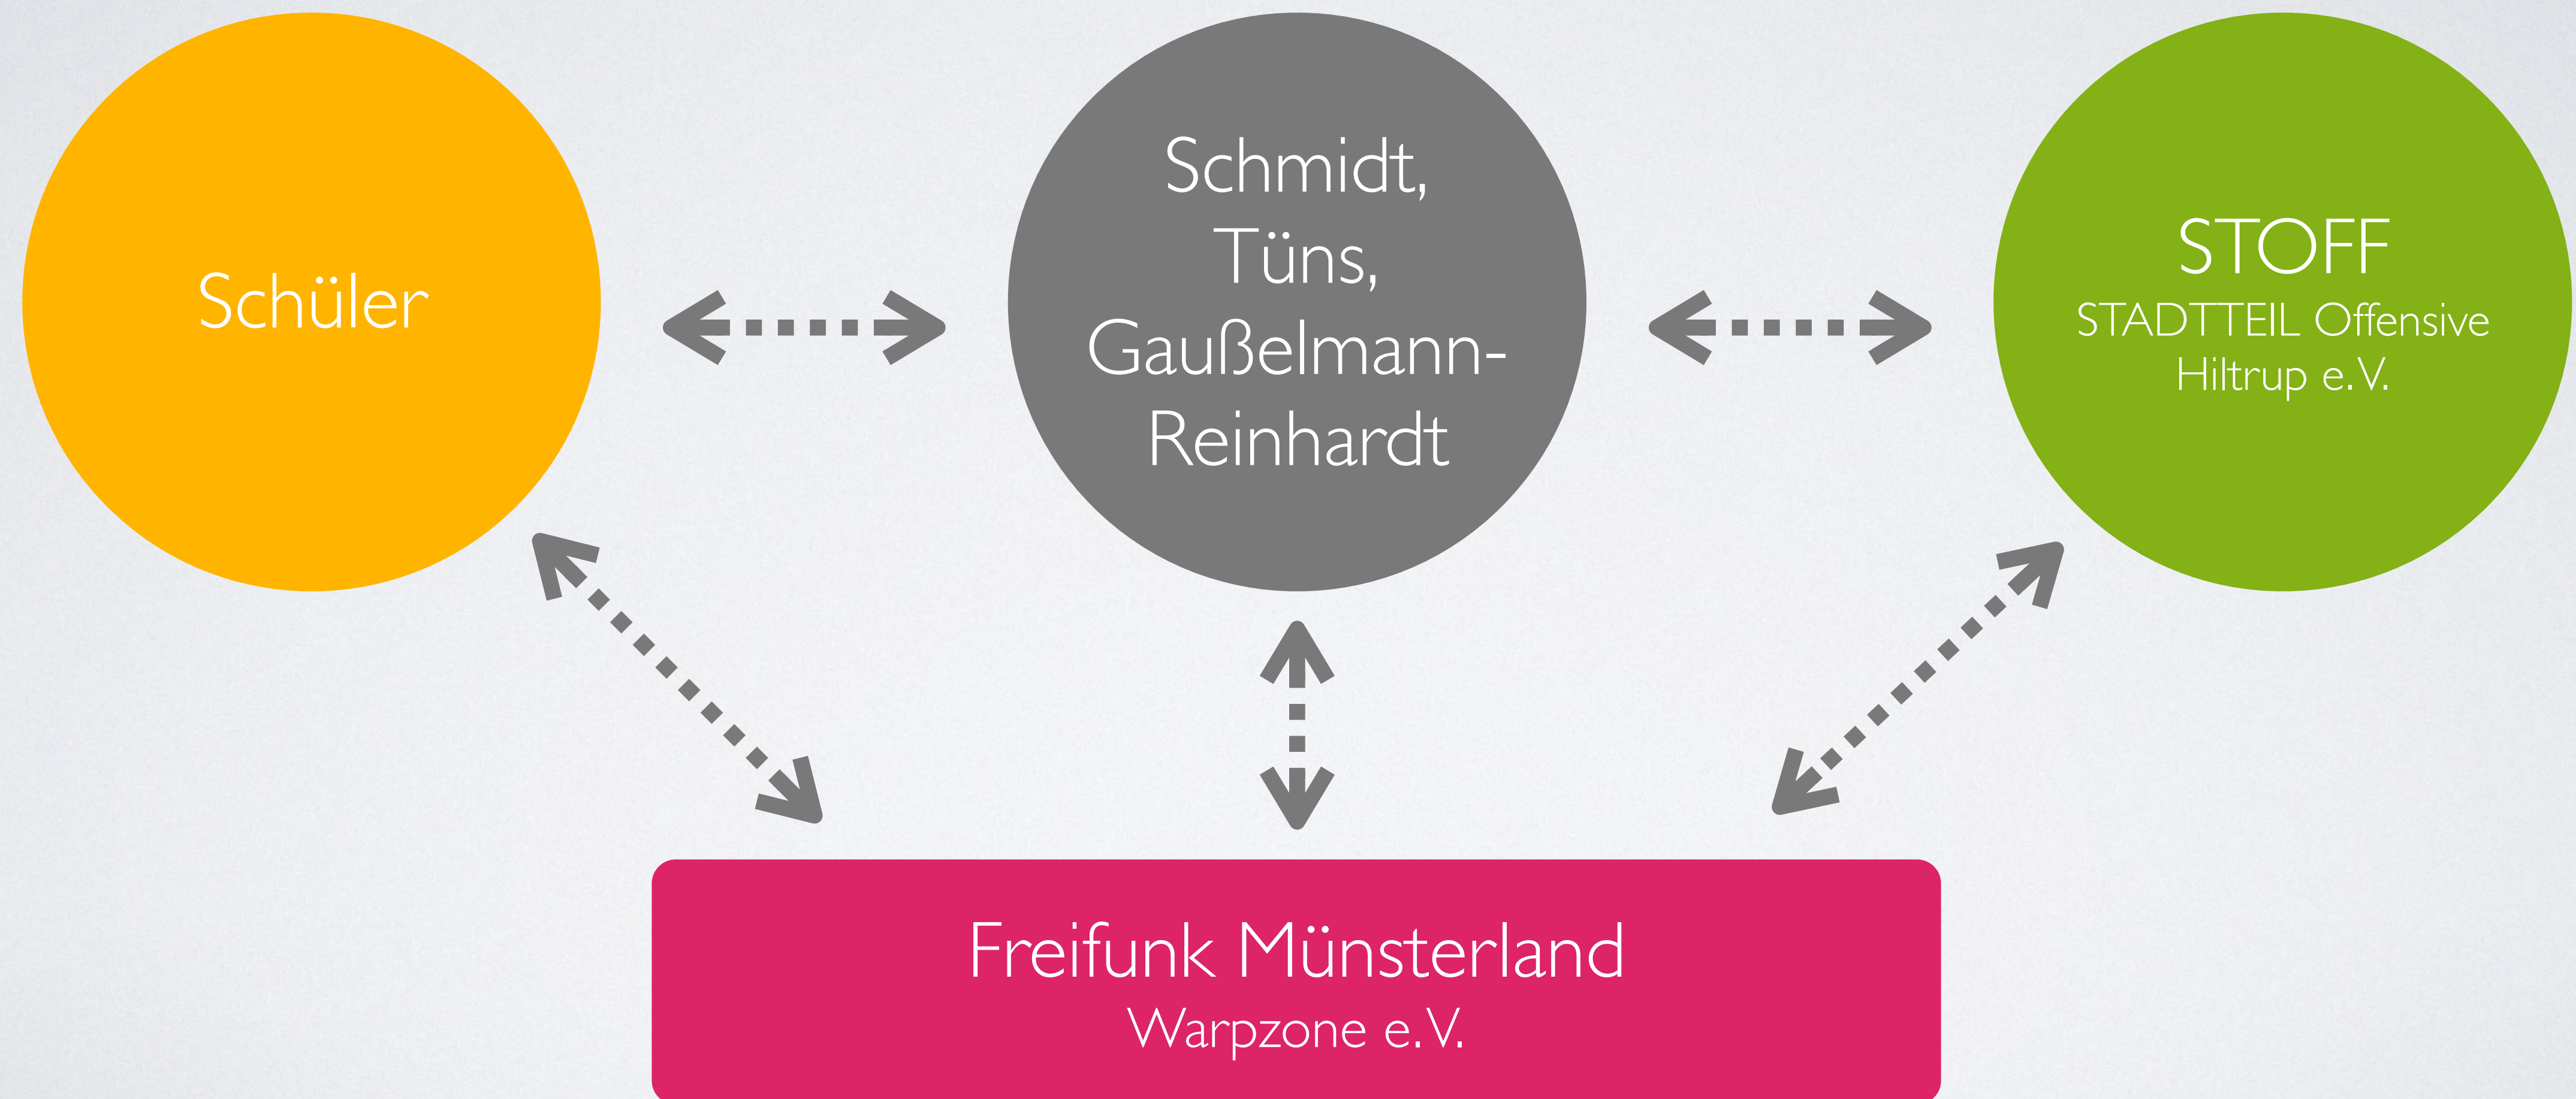 Schüler
Schmidt,
Tüns,
Gaußelmann-
Reinhardt
STOFF
STADTTEIL Offensive
Hiltrup e.V.
Freifunk Münsterland
Warpzone e.V.